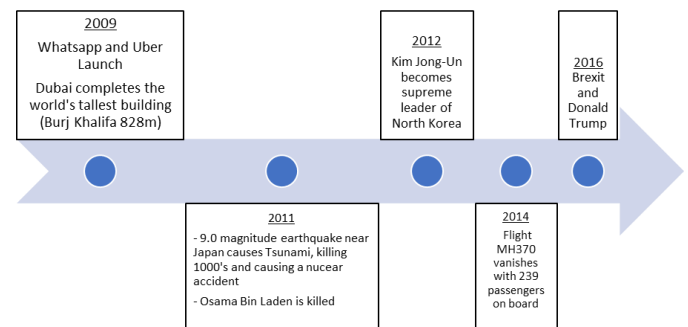 2009
Whatsapp and Uber
Launch
Dubai completes the
world's tallest building
(Burj Khalifa 828m)
2011
- 9.0 magnitude earthquake near
Japan causes Tsunami, killing
1000's and causing a nucear
accident
- Osama Bin Laden is killed
2012
Kim Jong-Un
becomes
supreme
leader of
North Korea
2014
Flight
MH370
vanishes
with 239
passengers
on board
2016
Brexit
and
Donald
Trump